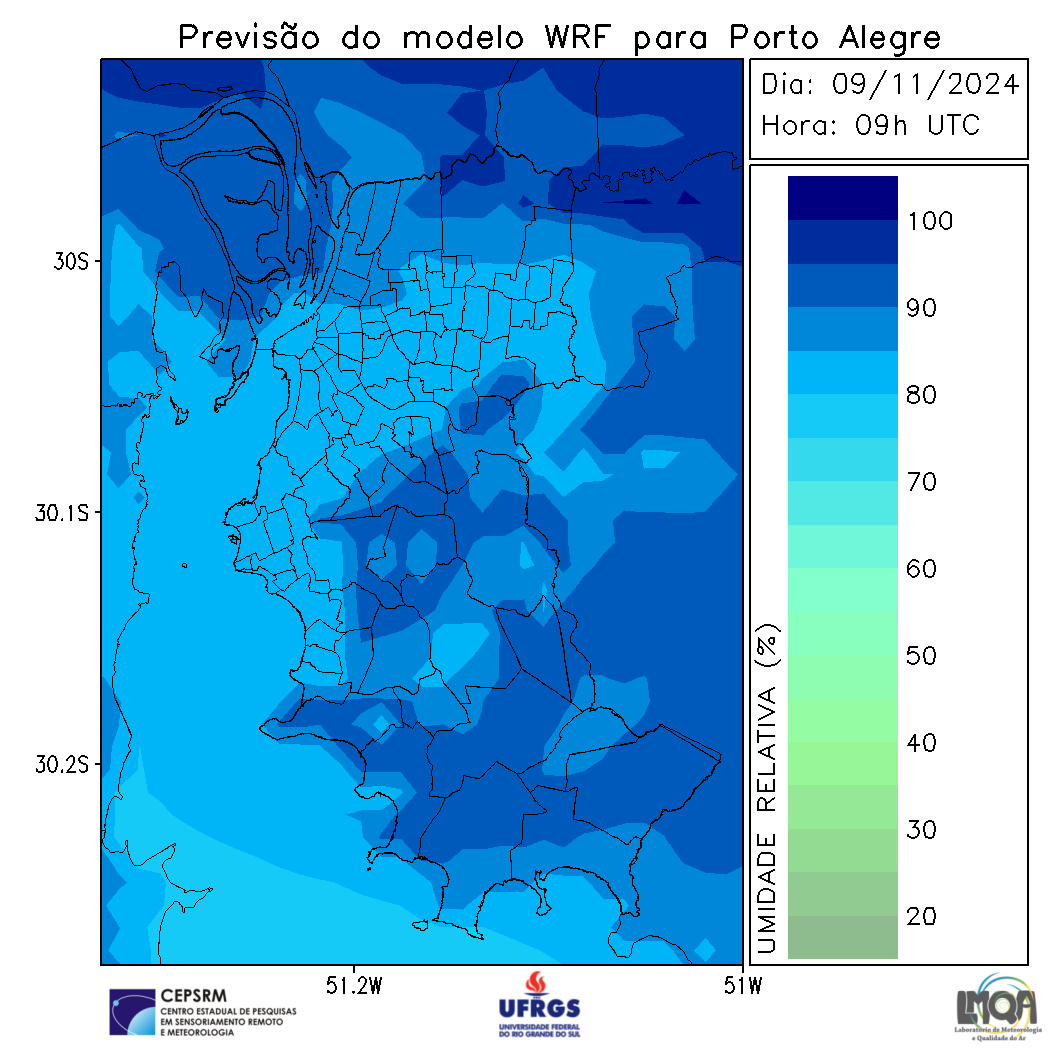 Previsão do modelo WRF para Porto Alegre
Dia: 09/11/2024
Hora: 09h UTC
30S
30.1S
30.2S
51.2W
51W
UMIDADE RELATIVA (%)
100
90
80
70
60
50
40
30
20
CEPSRM
CENTRO ESTADUAL DE PESQUISAS
EM SENSORIAMENTO REMOTO
E METEOROLOGIA
UFRGS
UNIVERSIDADE FEDERAL
DO RIO GRANDE DO SUL
LMQA
Laboratório de Meteorologia
e Qualidade do Ar